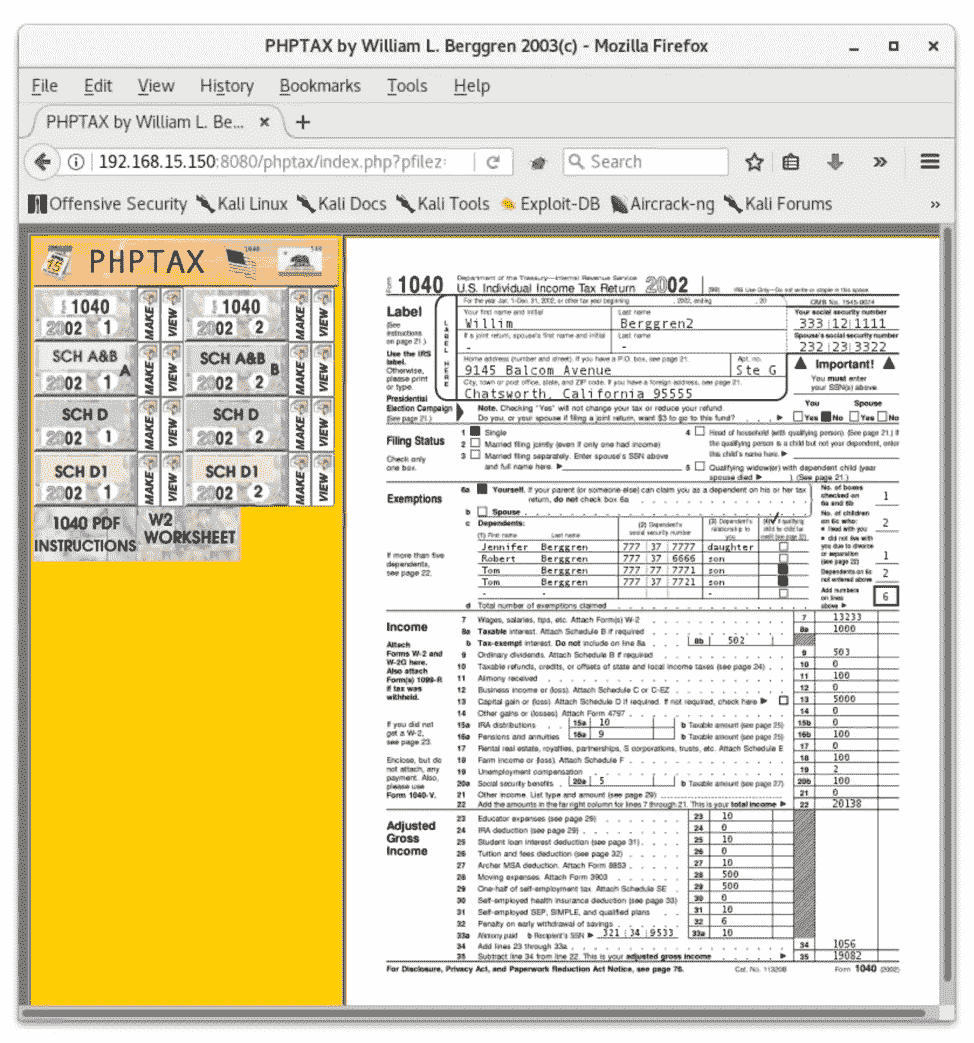 PHPTAX by William L. Berggren 2003(c) - Mozilla Firefox
File Edit View History Bookmarks Tools Help
PHPTAX by William L. Be...
192.168.15.150:8080/phptax/index.php?pfilez
Search
Offensive Security Kali Linux Kali Docs Kali Tools Exploit-DB Aircrack-ng Kali Forums »
PHPTAX
1040 2002 1 MAKE VIEW 1040 2002 2 MAKE VIEW
SCH A&B 2002 1 A MAKE VIEW SCH A&B 2002 2 B MAKE VIEW
SCH D 2002 1 MAKE VIEW SCH D 2002 2 MAKE VIEW
SCH D1 2002 1 MAKE VIEW SCH D1 2002 2 MAKE VIEW
1040 PDF INSTRUCTIONS W2 WORKSHEET
1040 Department of the Treasury—Internal Revenue Service
U.S. Individual Income Tax Return 2002 (99) IRS Use Only—Do not write or staple in this space.
For the year Jan. 1-Dec. 31, 2002, or other tax year beginning , 2002, ending , 20 OMB No. 1545-0074
Label
(See instructions on page 21.)
Use the IRS label. Otherwise, please print or type.
LABEL HERE
Your first name and initial Last name Your social security number
Willim Berggren2 333 12 1111
If a joint return, spouse's first name and initial Last name Spouse's social security number
- - 232 23 3322
Home address (number and street). If you have a P.O. box, see page 21. Apt. no.
9145 Balcom Avenue Ste G
City, town or post office, state, and ZIP code. If you have a foreign address, see page 21.
Chatsworth, California 95555
Important!
You must enter your SSN(s) above.
Presidential Election Campaign (See page 21.)
Note. Checking "Yes" will not change your tax or reduce your refund.
Do you, or your spouse if filing a joint return, want $3 to go to this fund?
You Spouse
Yes No Yes No
Filing Status
Check only one box.
1 Single
2 Married filing jointly (even if only one had income)
3 Married filing separately. Enter spouse's SSN above and full name here.
4 Head of household (with qualifying person). (See page 21.) If the qualifying person is a child but not your dependent, enter this child's name here.
5 Qualifying widow(er) with dependent child (year spouse died ). (See page 21.)
Exemptions
6a Yourself. If your parent (or someone else) can claim you as a dependent on his or her tax return, do not check box 6a
b Spouse
c Dependents:
(1) First name Last name (2) Dependent's social security number (3) Dependent's relationship to you
Jennifer Berggren 777 37 7777 daughter
Robert Berggren 777 37 6666 son
Tom Berggren 777 37 7771 son
Tom Berggren 777 37 7721 son
- - - -
If more than five dependents, see page 22.
d Total number of exemptions claimed
No. of boxes checked on 6a and 6b 1
No. of children on 6c who:
lived with you 2
did not live with you due to divorce or separation (see page 22) 1
Dependents on 6c not entered above 2
Add numbers on lines above 6
Income
Attach Forms W-2 and W-2G here. Also attach Form(s) 1099-R if tax was withheld.
If you did not get a W-2, see page 23.
Enclose, but do not attach, any payment. Also, please use Form 1040-V.
7 Wages, salaries, tips, etc. Attach Form(s) W-2 7 13233
8a Taxable interest. Attach Schedule B if required 8a 1000
b Tax-exempt interest. Do not include on line 8a 8b 502
9 Ordinary dividends. Attach Schedule B if required 9 503
10 Taxable refunds, credits, or offsets of state and local income taxes (see page 24) 10 0
11 Alimony received 11 100
12 Business income or (loss). Attach Schedule C or C-EZ 12 0
13 Capital gain or (loss). Attach Schedule D if required. If not required, check here 13 5000
14 Other gains or (losses). Attach Form 4797 14 0
15a IRA distributions 15a 10 b Taxable amount (see page 25) 15b 0
16a Pensions and annuities 16a 9 b Taxable amount (see page 25) 16b 100
17 Rental real estate, royalties, partnerships, S corporations, trusts, etc. Attach Schedule E 17 0
18 Farm income or (loss). Attach Schedule F 18 100
19 Unemployment compensation 19 2
20a Social security benefits 20a 5 b Taxable amount (see page 27) 20b 100
21 Other income. List type and amount (see page 29) 21 0
22 Add the amounts in the far right column for lines 7 through 21. This is your total income 22 20138
Adjusted Gross Income
23 Educator expenses (see page 29) 23 10
24 IRA deduction (see page 29) 24 0
25 Student loan interest deduction (see page 31) 25 10
26 Tuition and fees deduction (see page 32) 26 0
27 Archer MSA deduction. Attach Form 8853 27 10
28 Moving expenses. Attach Form 3903 28 500
29 One-half of self-employment tax. Attach Schedule SE 29 500
30 Self-employed health insurance deduction (see page 33) 30 0
31 Self-employed SEP, SIMPLE, and qualified plans 31 10
32 Penalty on early withdrawal of savings 32 6
33a Alimony paid b Recipient's SSN 321 34 9533 33a 10
34 Add lines 23 through 33a 34 1056
35 Subtract line 34 from line 22. This is your adjusted gross income 35 19082
For Disclosure, Privacy Act, and Paperwork Reduction Act Notice, see page 76. Cat. No. 11320B Form 1040 (2002)